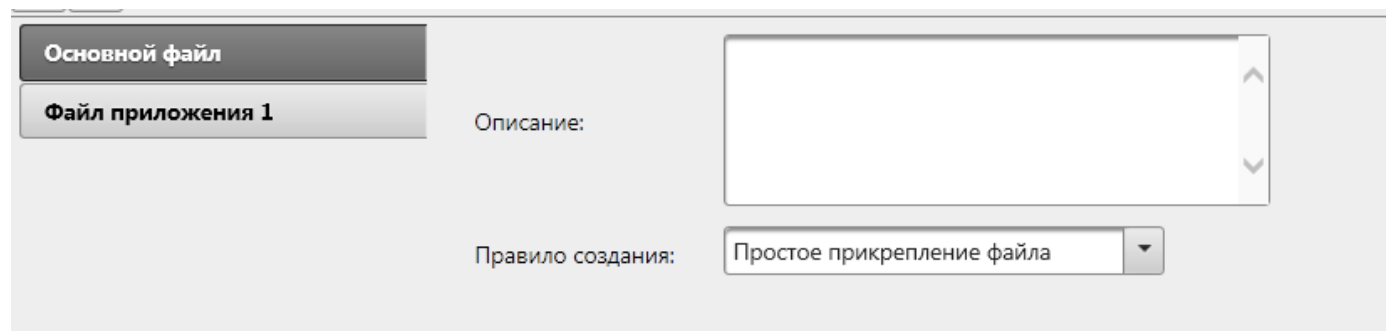 Основной файл
Файл приложения 1
Описание:
Правило создания:
Простое прикрепление файла